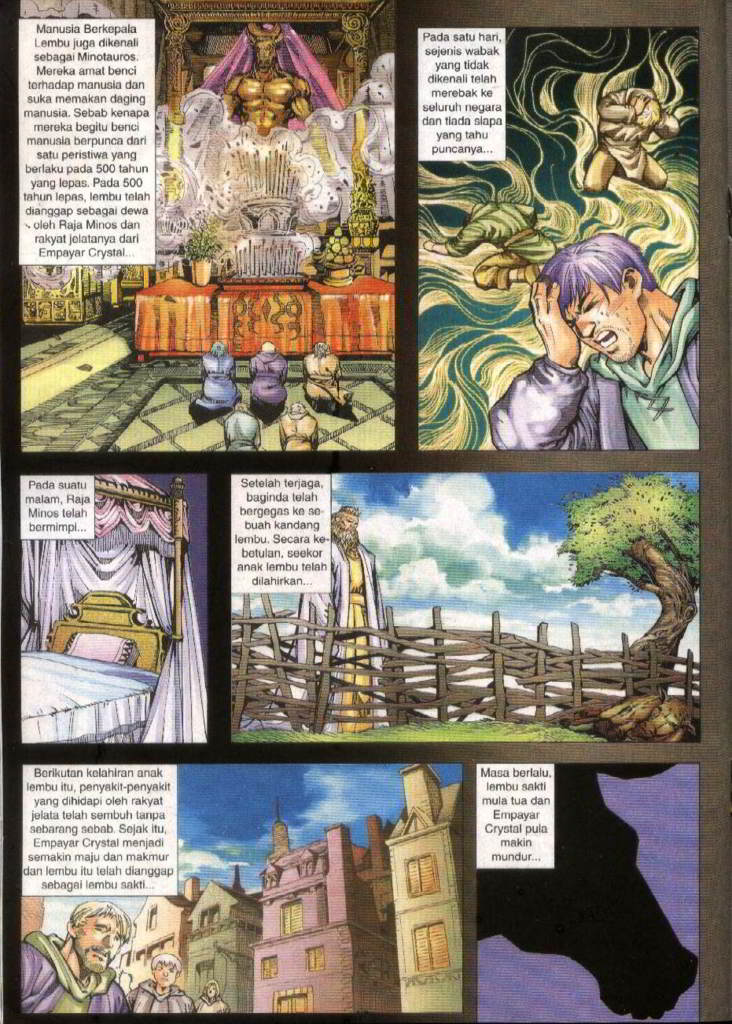 Manusia Berkepala
Lembu juga dikenali
sebagai Minotauros.
Mereka amat benci
terhadap manusia dan
suka memakan daging
manusia. Sebab kenapa
mereka begitu benci
manusia berpunca dari
satu peristiwa yang
berlaku pada 500 tahun
yang lepas. Pada 500
tahun lepas, lembu telah
dianggap sebagai dewa
oleh Raja Minos dan
rakyat jelatanya dari
Empayar Crystal...
Pada satu hari,
sejenis wabak
yang tidak
dikenali telah
merebak ke
seluruh negara
dan tiada siapa
yang tahu
puncanya...
Pada suatu
malam, Raja
Minos telah
bermimpi...
Setelah terjaga,
baginda telah
bergegas ke se-
buah kandang
lembu. Secara ke-
betulan, seekor
anak lembu telah
dilahirkan...
Berikutan kelahiran anak
lembu itu, penyakit-penyakit
yang dihidapi oleh rakyat
jelata telah sembuh tanpa
sebarang sebab. Sejak itu,
Empayar Crystal menjadi
semakin maju dan makmur
dan lembu itu telah dianggap
sebagai lembu sakti...
Masa berlalu,
lembu sakti
mula tua dan
Empayar
Crystal pula
makin
mundur...